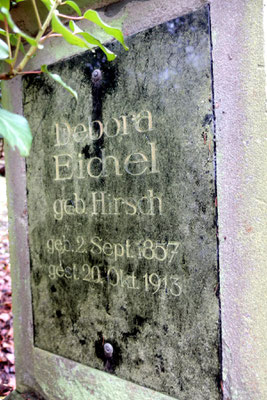 Debora
Eichel
geb. Hirsch
geb. 2. Sept. 1857
gest. 20. Okt. 1913